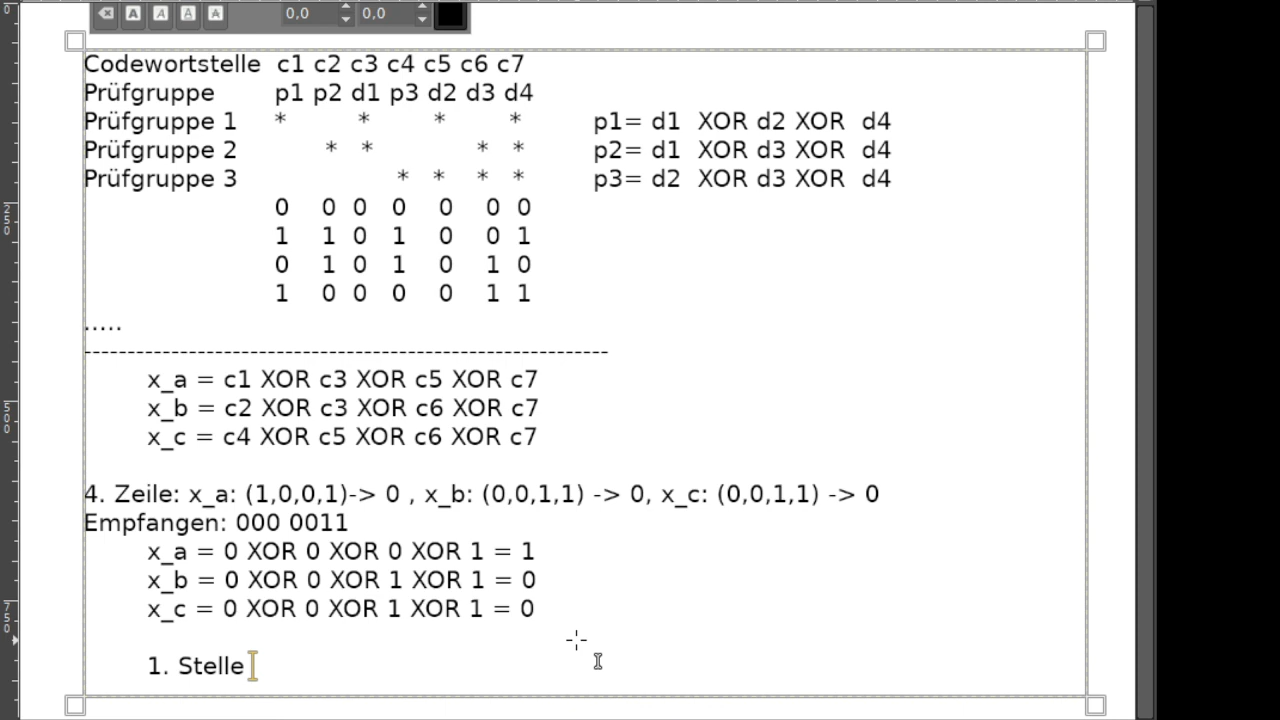 0,0 0,0
Codewortstelle c1 c2 c3 c4 c5 c6 c7
Prüfgruppe p1 p2 d1 p3 d2 d3 d4
Prüfgruppe 1 * * * * p1= d1 XOR d2 XOR d4
Prüfgruppe 2 * * * * p2= d1 XOR d3 XOR d4
Prüfgruppe 3 * * * * p3= d2 XOR d3 XOR d4
0 0 0 0 0 0 0
1 1 0 1 0 0 1
0 1 0 1 0 1 0
1 0 0 0 0 1 1
.....
---------------------------------------------------------
x_a = c1 XOR c3 XOR c5 XOR c7
x_b = c2 XOR c3 XOR c6 XOR c7
x_c = c4 XOR c5 XOR c6 XOR c7
4. Zeile: x_a: (1,0,0,1)-> 0 , x_b: (0,0,1,1) -> 0, x_c: (0,0,1,1) -> 0
Empfangen: 000 0011
x_a = 0 XOR 0 XOR 0 XOR 1 = 1
x_b = 0 XOR 0 XOR 1 XOR 1 = 0
x_c = 0 XOR 0 XOR 1 XOR 1 = 0
1. Stelle